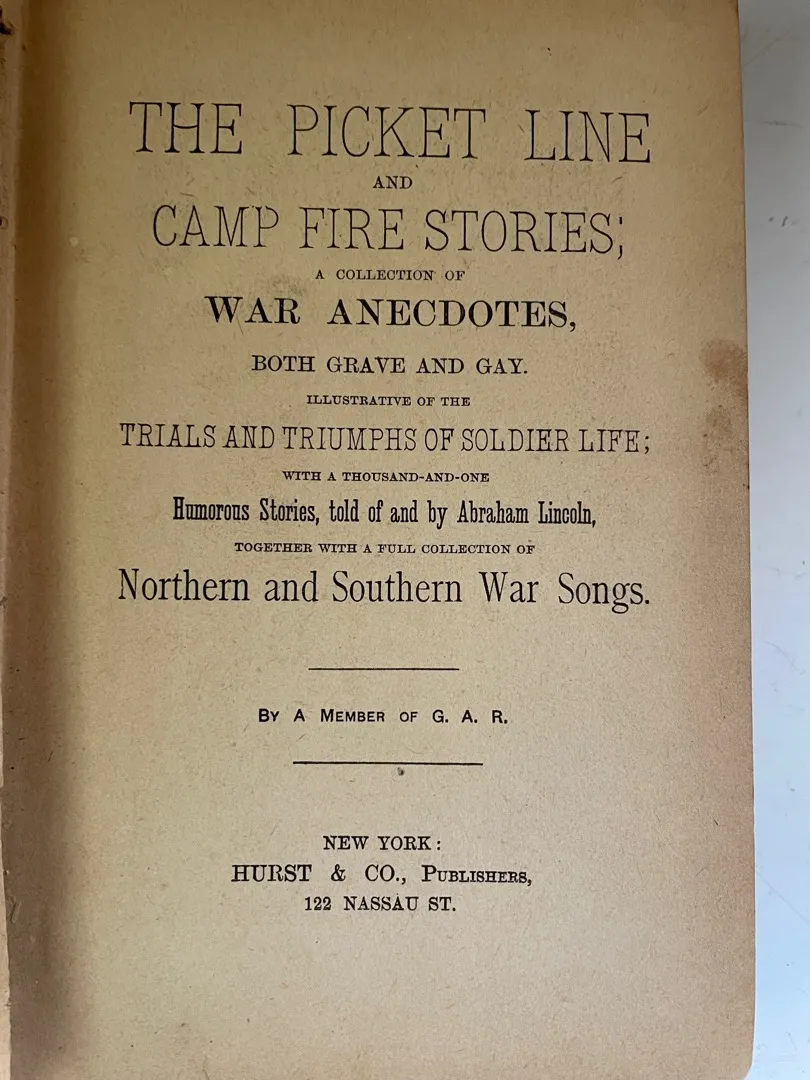 THE PICKET LINE
AND
CAMP FIRE STORIES;
A COLLECTION OF
WAR ANECDOTES,
BOTH GRAVE AND GAY.
ILLUSTRATIVE OF THE
TRIALS AND TRIUMPHS OF SOLDIER LIFE;
WITH A THOUSAND-AND-ONE
Humorous Stories, told of and by Abraham Lincoln,
TOGETHER WITH A FULL COLLECTION OF
Northern and Southern War Songs.
BY A MEMBER OF G. A. R.
NEW YORK:
HURST & CO., PUBLISHERS,
122 NASSAU ST.